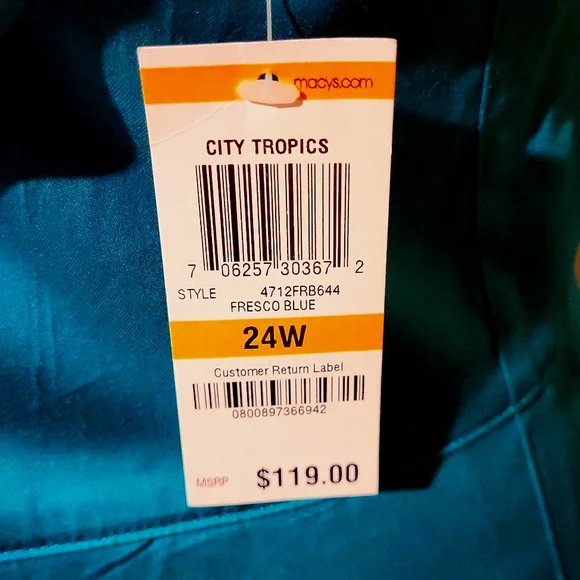 macys.com
CITY TROPICS
7 06257 30367 2
STYLE 4712FRB644
FRESCO BLUE
24W
Customer Return Label
0800897366942
MSRP $119.00